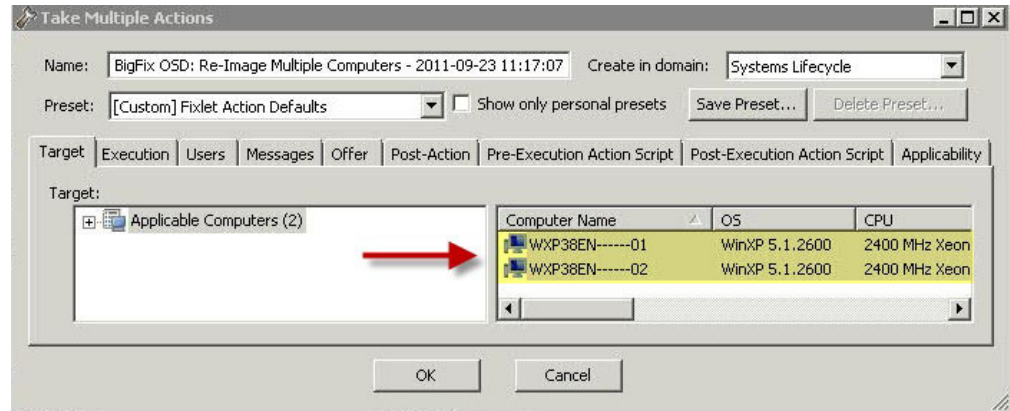 Take Multiple Actions
Name: BigFix OSD: Re-Image Multiple Computers - 2011-09-23 11:17:07 Create in domain: Systems Lifecycle
Preset: [Custom] Fixlet Action Defaults Show only personal presets Save Preset... Delete Preset...
Target Execution Users Messages Offer Post-Action Pre-Execution Action Script Post-Execution Action Script Applicability
Target:
Applicable Computers (2) Computer Name OS CPU
WXP38EN------01 WinXP 5.1.2600 2400 MHz Xeon
WXP38EN------02 WinXP 5.1.2600 2400 MHz Xeon
OK Cancel